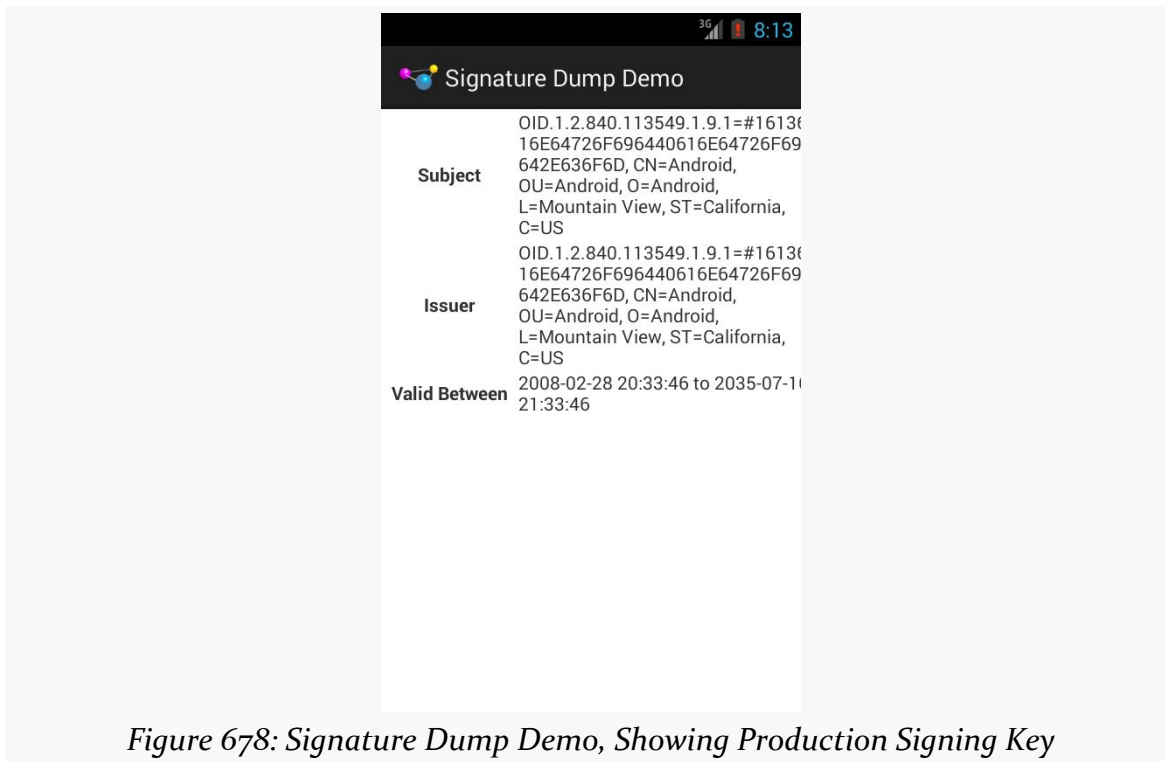 3G 8:13
Signature Dump Demo
Subject
OID.1.2.840.113549.1.9.1=#1613
16E64726F696440616E64726F69
642E636F6D, CN=Android,
OU=Android, O=Android,
L=Mountain View, ST=California,
C=US
Issuer
OID.1.2.840.113549.1.9.1=#1613
16E64726F696440616E64726F69
642E636F6D, CN=Android,
OU=Android, O=Android,
L=Mountain View, ST=California,
C=US
Valid Between
2008-02-28 20:33:46 to 2035-07-1
21:33:46
Figure 678: Signature Dump Demo, Showing Production Signing Key